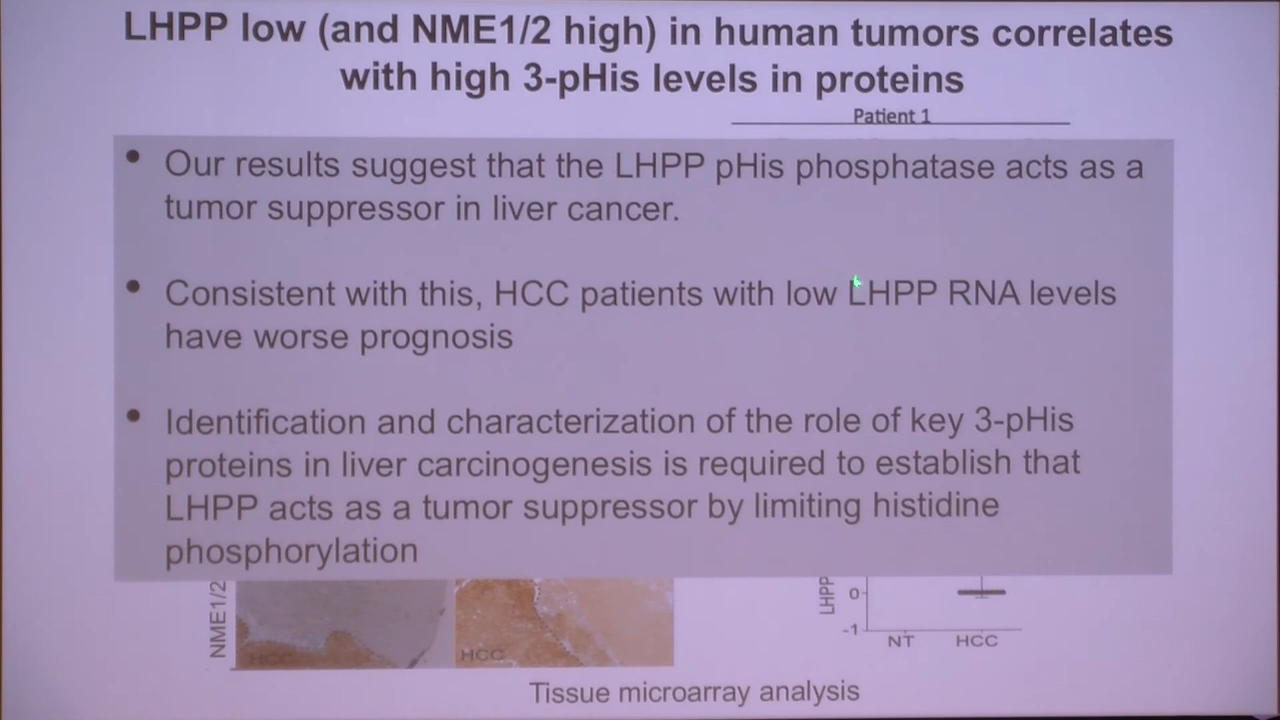 LHPP low (and NME1/2 high) in human tumors correlates
with high 3-pHis levels in proteins
Patient 1
• Our results suggest that the LHPP pHis phosphatase acts as a
tumor suppressor in liver cancer.
• Consistent with this, HCC patients with low LHPP RNA levels
have worse prognosis
• Identification and characterization of the role of key 3-pHis
proteins in liver carcinogenesis is required to establish that
LHPP acts as a tumor suppressor by limiting histidine
phosphorylation
NME1/2
HCC
HCC
LHPP
0
-1
NT HCC
Tissue microarray analysis